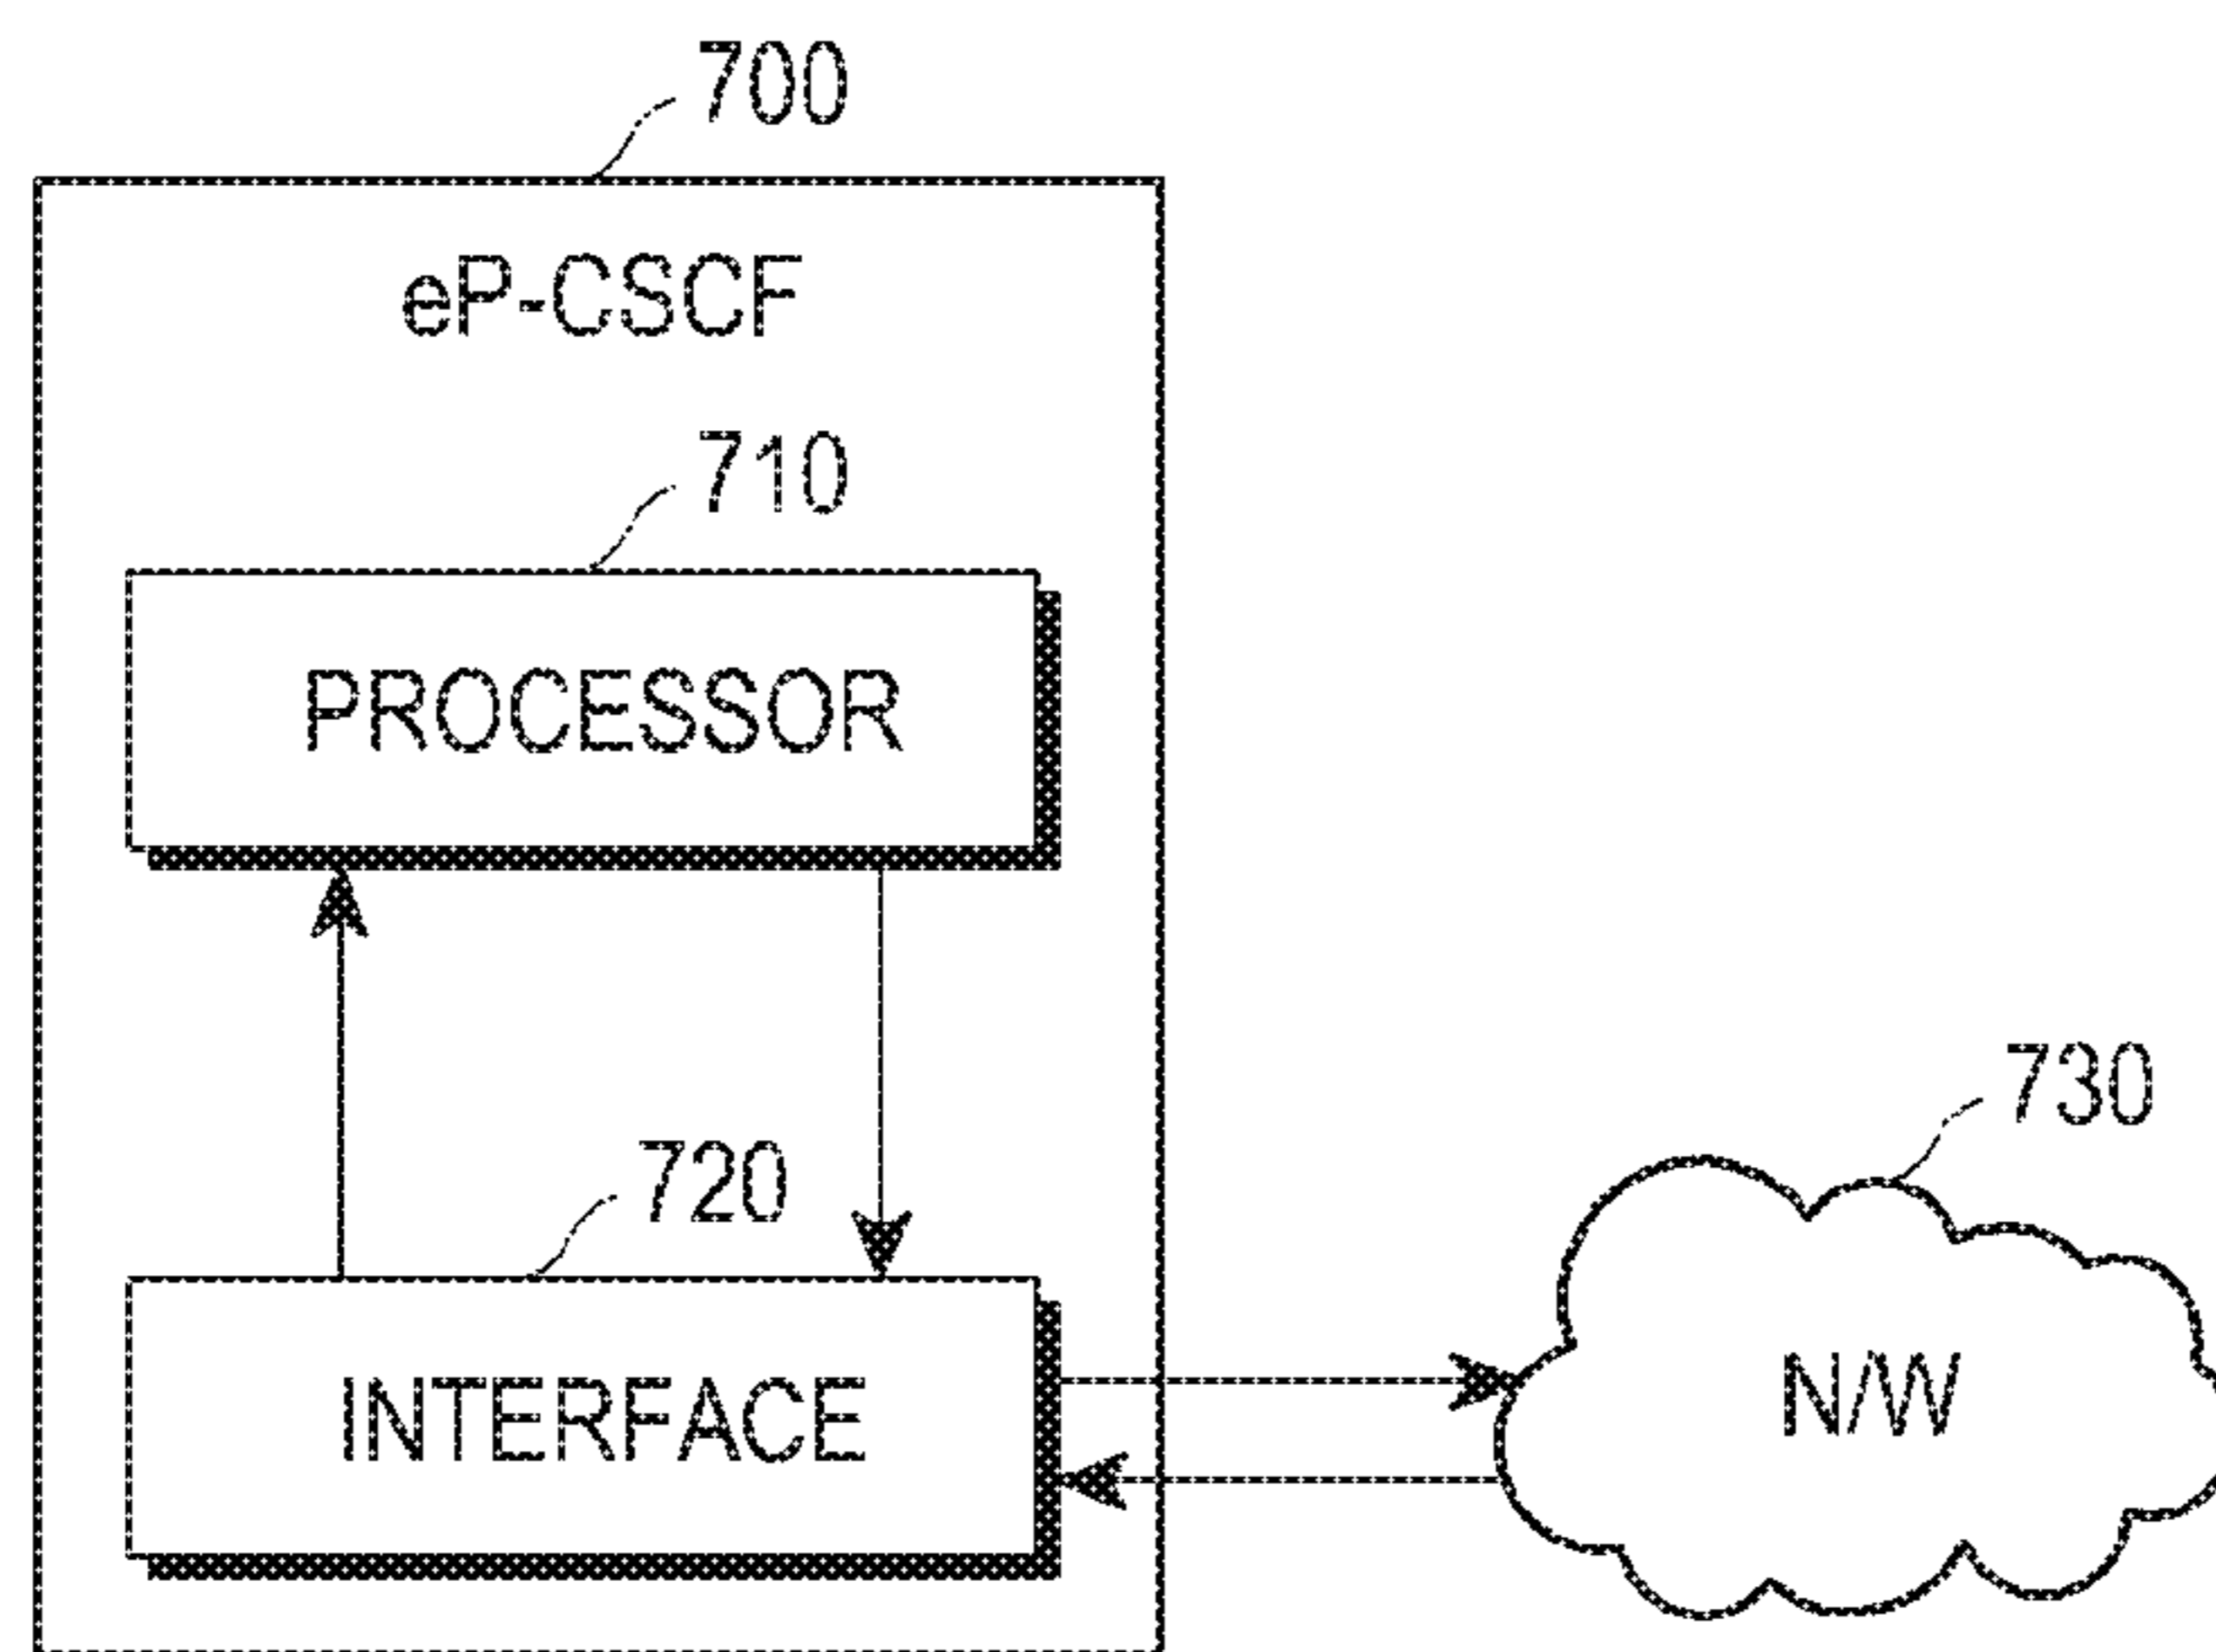 700
eP-CSCF
710
PROCESSOR
720
730
INTERFACE
N/W